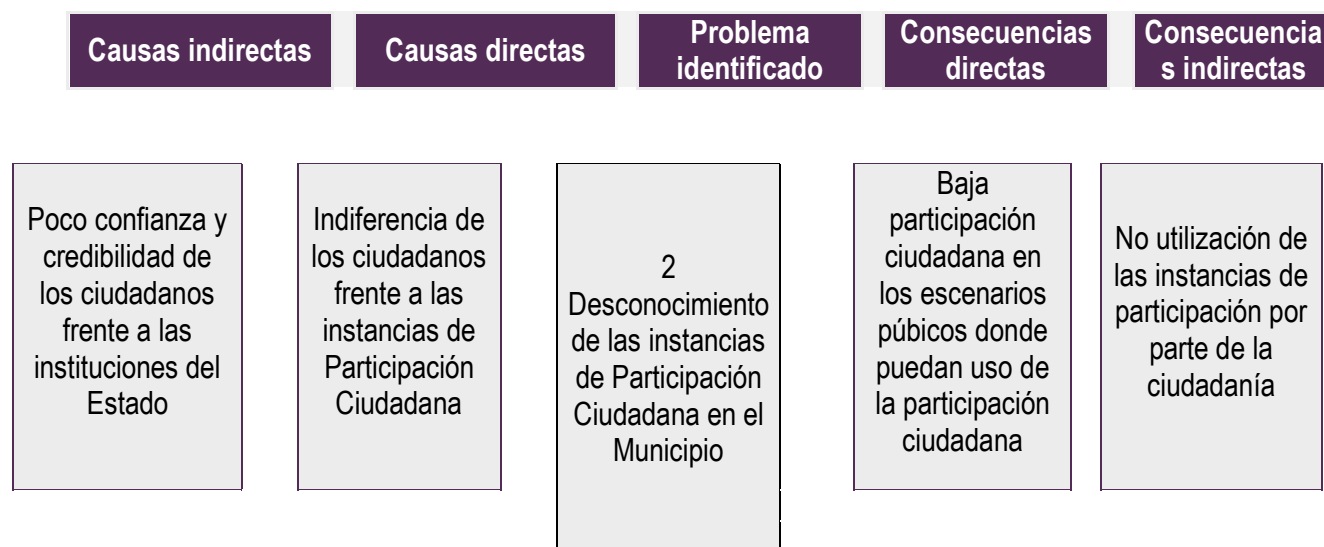 Causas indirectas
Causas directas
Problema
identificado
Consecuencias
directas
Consecuencia
s indirectas
Poco confianza y
credibilidad de
los ciudadanos
frente a las
instituciones del
Estado
Indiferencia de
los ciudadanos
frente a las
instancias de
Participación
Ciudadana
2
Desconocimiento
de las instancias
de Participación
Ciudadana en el
Municipio
Baja
participación
ciudadana en
los escenarios
púbicos donde
puedan uso de
la participación
ciudadana
No utilización de
las instancias de
participación por
parte de la
ciudadanía